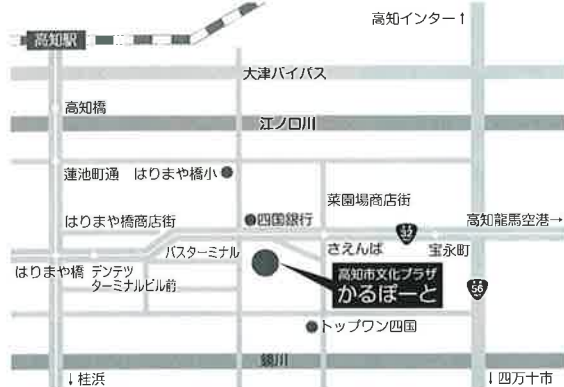 高知インター↑
高知駅
大津バイパス
高知橋
江ノ口川
蓮池町通
はりまや橋小
菜園場商店街
はりまや橋商店街
四国銀行
32
高知龍馬空港→
バスターミナル
さえんば
宝永町
はりまや橋
デンテツ
ターミナルビル前
高知市文化プラザ
かるぽーと
56
トップワン四国
鏡川
↓桂浜
↓四万十市